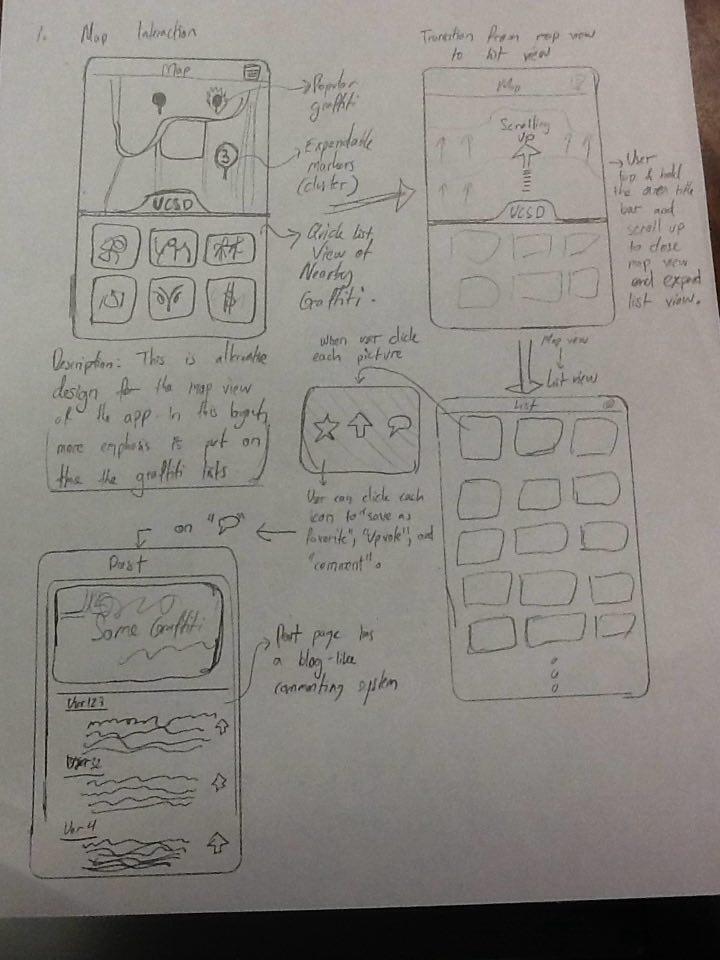 1. Map Interaction
Map
Popular
graffiti
3
Expendable
markers
(cluster)
UCSD
Quick list
View of
Nearby
Graffiti.
Description: This is alternative
design for the map view
of the app. In this layout,
more emphasis is put on
the the graffiti lists
Transition from map view
to list view
Map
Scrolling
up
UCSD
User
tap & hold
the area title
bar and
scroll up
to close
map view
and expand
list view.
Map view
List view
List
when user click
each picture
User can click each
icon to "save as
favorite", "Upvote", and
"comment".
on " "
Post
Some Graffiti
User123
User 4
Post page has
a blog-like
commenting system